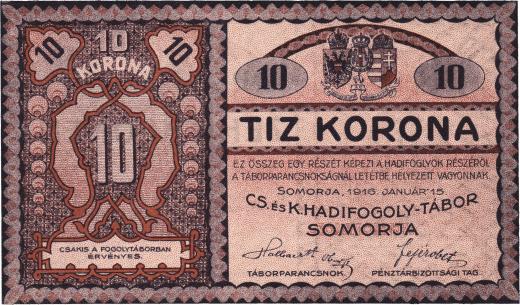 10
10
KORONA
10
10
CSAKIS A FOGOLYTÁBORBAN
ÉRVÉNYES.
10
10
TIZ KORONA
EZ ÖSSZEG EGY RÉSZÉT KÉPEZI A HADIFOGLYOK RÉSZÉRŐL
A TÁBORPARANCSNOKSÁGNÁL LETÉTBE HELYEZETT VAGYONNAK.
SOMORJA, 1916. JANUÁR 15.
CS. és K. HADIFOGOLY-TÁBOR
SOMORJA
TÁBORPARANCSNOK.
PÉNZTÁRBIZOTTSÁGI TAG.